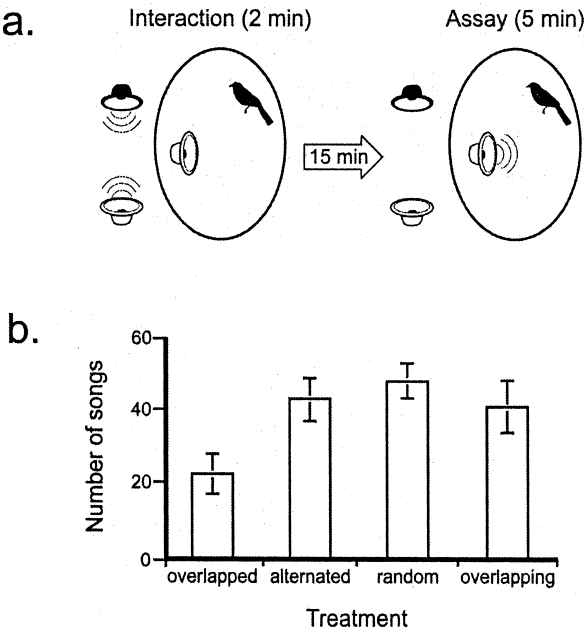 a.
Interaction (2 min)
Assay (5 min)
15 min
b.
Number of songs
60
40
20
0
overlapped alternated random overlapping
Treatment